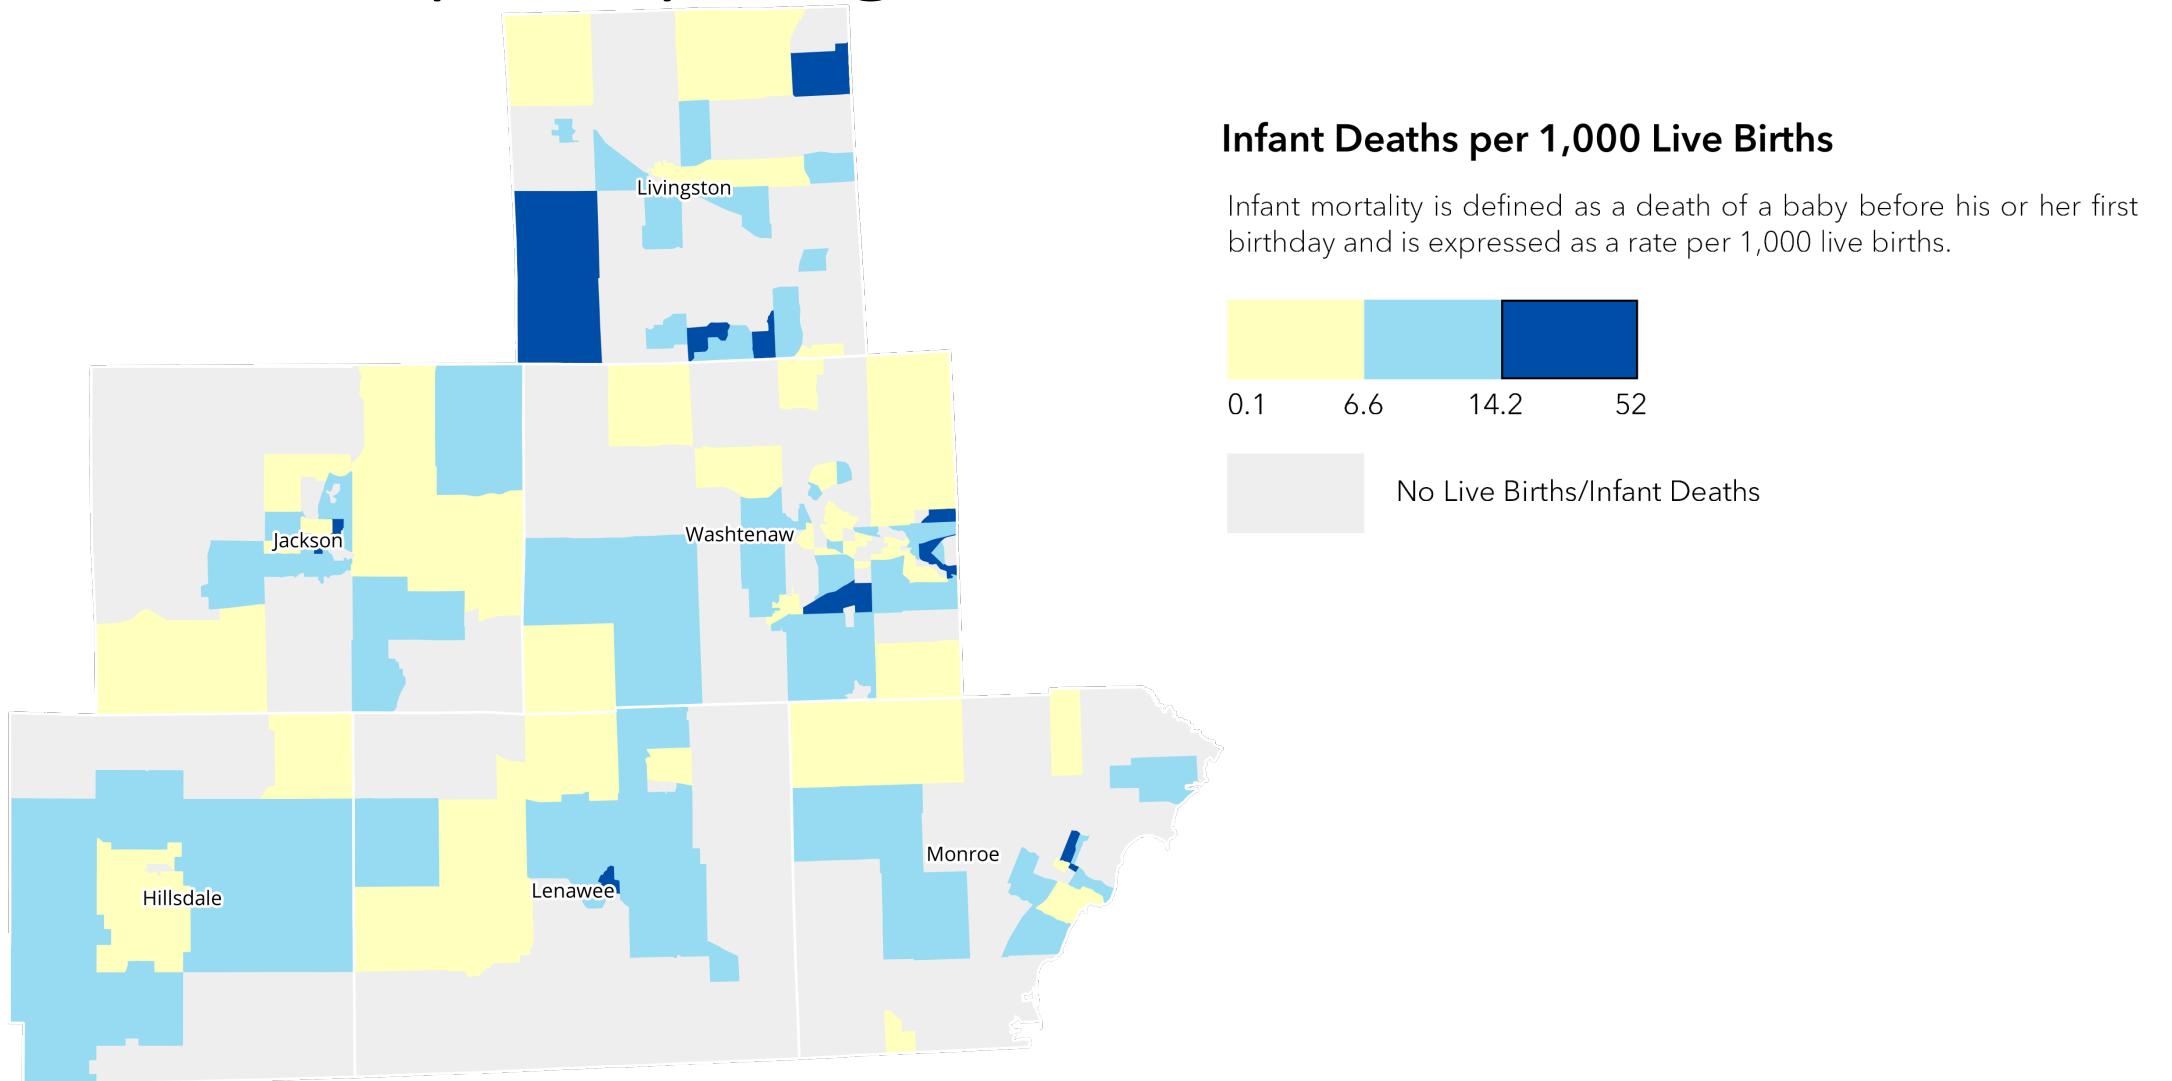 Infant Deaths per 1,000 Live Births
Infant mortality is defined as a death of a baby before his or her first
birthday and is expressed as a rate per 1,000 live births.
0.1 6.6 14.2 52
No Live Births/Infant Deaths
Livingston
Jackson
Washtenaw
Hillsdale
Lenawee
Monroe